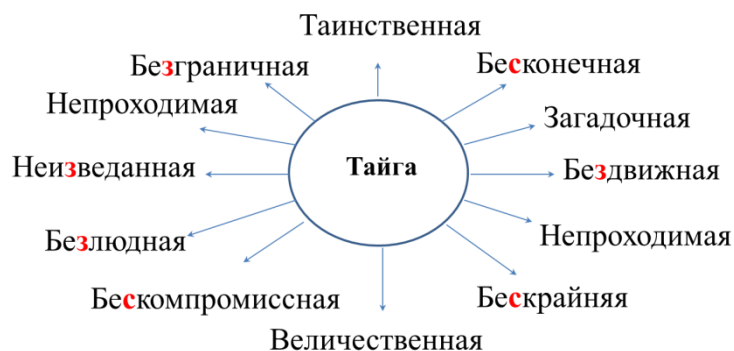 Таинственная
Безграничная
Бесконечная
Непроходимая
Загадочная
Неизведанная
Тайга
Бездвижная
Безлюдная
Непроходимая
Бескомпромиссная
Бескрайняя
Величественная